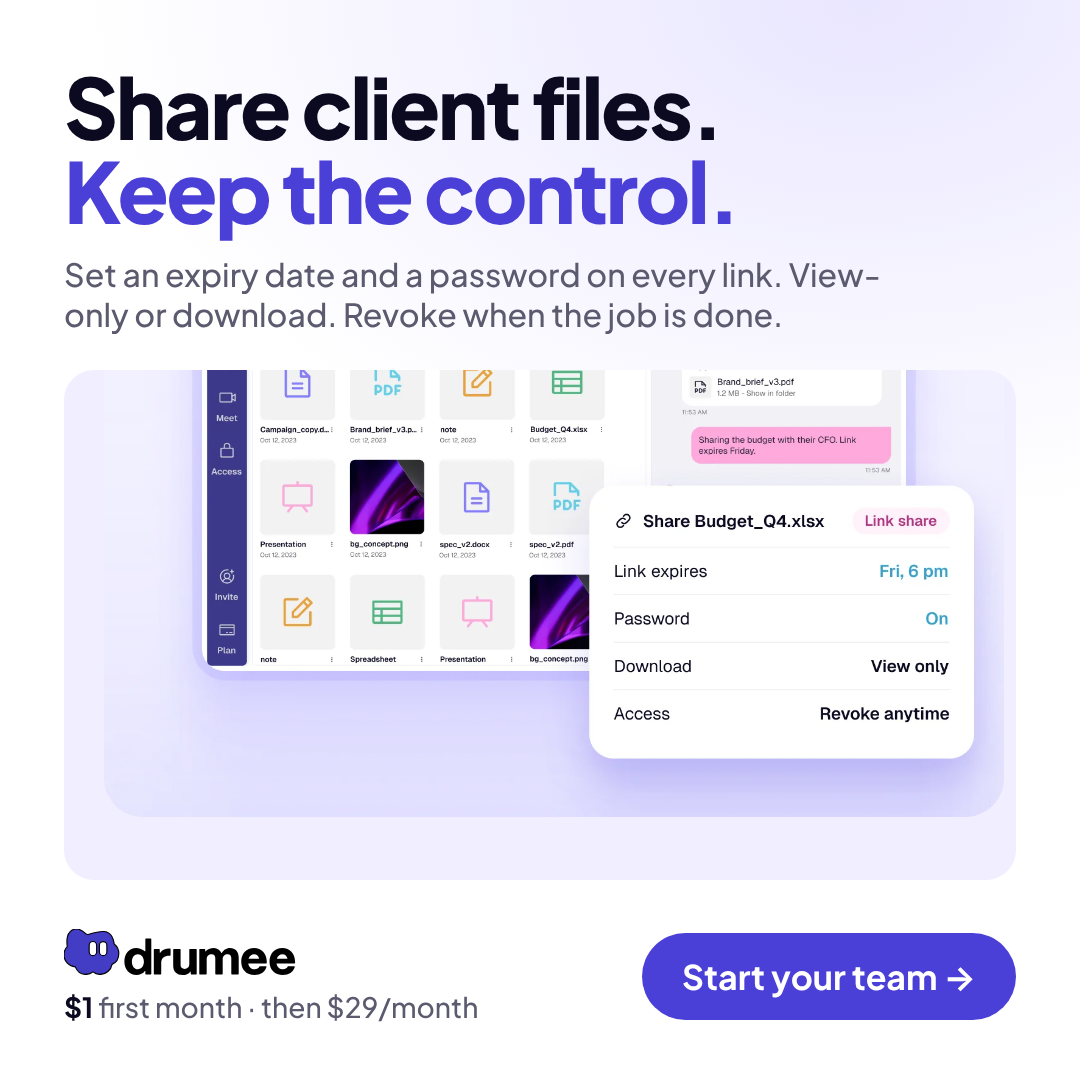 Share client files.
Keep the control.
Set an expiry date and a password on every link. View-
only or download. Revoke when the job is done.
Meet
Access
Invite
Plan
PDF
Campaign_copy.d...
Oct 12, 2023
Brand_brief_v3.p...
Oct 12, 2023
note
Oct 12, 2023
Budget_Q4.xlsx
Oct 12, 2023
PDF
Presentation
Oct 12, 2023
bg_concept.png
Oct 12, 2023
spec_v2.docx
Oct 12, 2023
spec_v2.pdf
Oct 12, 2023
note
Spreadsheet
Presentation
bg_concept.png
PDF
Brand_brief_v3.pdf
1.2 MB - Show in folder
11:53 AM
Sharing the budget with their CFO. Link
expires Friday.
11:53 AM
Share Budget_Q4.xlsx
Link share
Link expires
Fri, 6 pm
Password
On
Download
View only
Access
Revoke anytime
drumee
$1 first month · then $29/month
Start your team →